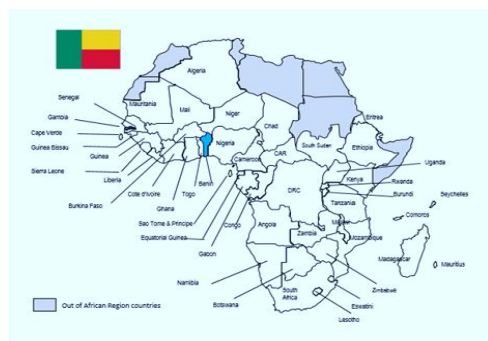 Algeria
Senegal
Mauritania
Mali
Niger
Chad
Eritrea
Gambia
Cape Verde
Guinea Bissau
Guinea
Nigeria
South Sudan
Ethiopia
Uganda
Cameroon
CAR
Sierra Leone
Liberia
Burkina Paso
Cote d'Ivoire
Ghana
Togo
Benin
Kenya
Rwanda
Burundi
DRC
Tanzania
Seychelles
Sao Tome & Principe
Equatorial Guinea
Congo
Gabon
Angola
Comoros
Zambia
Mozambique
Madagascar
Mauritius
Namibia
Botswana
South
Africa
Zimbabwe
Eswatini
Lesotho
Out of African Region countries